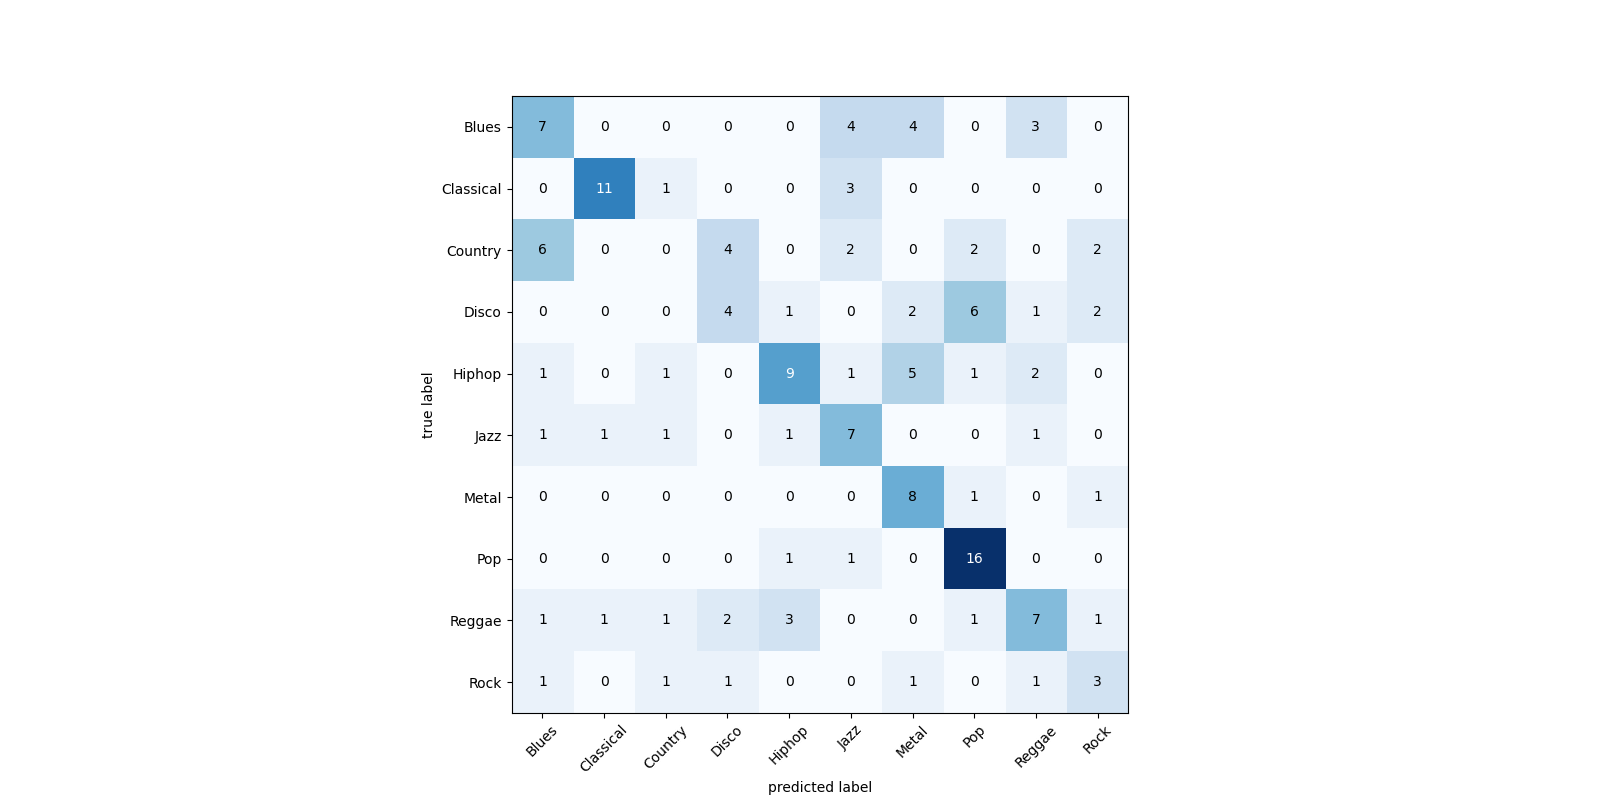 Blues 7 0 0 0 0 4 4 0 3 0
Classical 0 11 1 0 0 3 0 0 0 0
Country 6 0 0 4 0 2 0 2 0 2
Disco 0 0 0 4 1 0 2 6 1 2
Hiphop 1 0 1 0 9 1 5 1 2 0
Jazz 1 1 1 0 1 7 0 0 1 0
Metal 0 0 0 0 0 0 8 1 0 1
Pop 0 0 0 0 1 1 0 16 0 0
Reggae 1 1 1 2 3 0 0 1 7 1
Rock 1 0 1 1 0 0 1 0 1 3
true label
Blues Classical Country Disco Hiphop Jazz Metal Pop Reggae Rock
predicted label